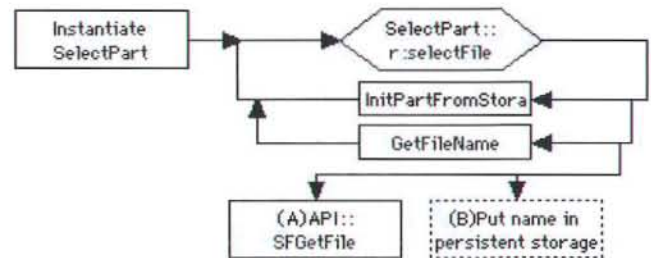 Instantiate
SelectPart
SelectPart::
r:selectFile
InitPartFromStora
GetFileName
(A)API::
SFGetFile
(B)Put name in
persistent storage